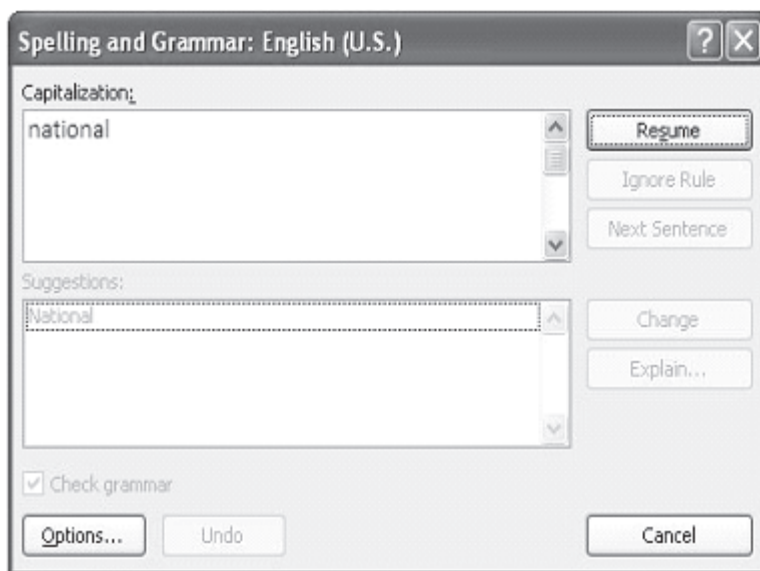 Spelling and Grammar: English (U.S.)
Capitalization:
national
Resume
Ignore Rule
Next Sentence
Suggestions:
National
Change
Explain...
Check grammar
Options...
Undo
Cancel